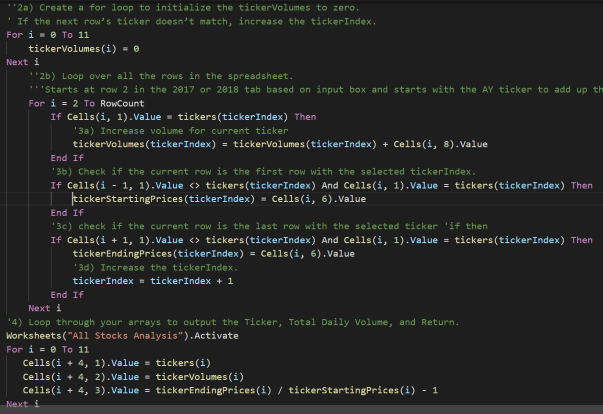 ''2a) Create a for loop to initialize the tickerVolumes to zero.
' If the next row's ticker doesn't match, increase the tickerIndex.
For i = 0 To 11
tickerVolumes(i) = 0
Next i
''2b) Loop over all the rows in the spreadsheet.
'''Starts at row 2 in the 2017 or 2018 tab based on input box and starts with the AY ticker to add up th
For i = 2 To RowCount
If Cells(i, 1).Value = tickers(tickerIndex) Then
'3a) Increase volume for current ticker
tickerVolumes(tickerIndex) = tickerVolumes(tickerIndex) + Cells(i, 8).Value
End If
'3b) Check if the current row is the first row with the selected tickerIndex.
If Cells(i - 1, 1).Value <> tickers(tickerIndex) And Cells(i, 1).Value = tickers(tickerIndex) Then
tickerStartingPrices(tickerIndex) = Cells(i, 6).Value
End If
'3c) check if the current row is the last row with the selected ticker 'if then
If Cells(i + 1, 1).Value <> tickers(tickerIndex) And Cells(i, 1).Value = tickers(tickerIndex) Then
tickerEndingPrices(tickerIndex) = Cells(i, 6).Value
'3d) Increase the tickerIndex.
tickerIndex = tickerIndex + 1
End If
Next i
'4) Loop through your arrays to output the Ticker, Total Daily Volume, and Return.
Worksheets("All Stocks Analysis").Activate
For i = 0 To 11
Cells(i + 4, 1).Value = tickers(i)
Cells(i + 4, 2).Value = tickerVolumes(i)
Cells(i + 4, 3).Value = tickerEndingPrices(i) / tickerStartingPrices(i) - 1
Next i